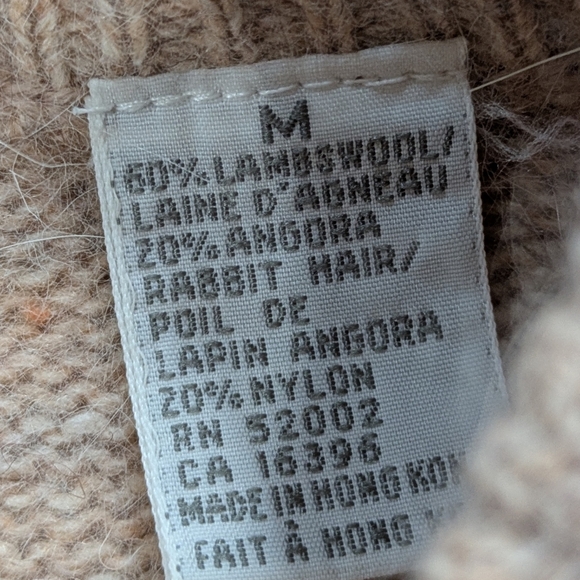 M
60% LAMBSWOOL/
LAINE D'AGNEAU
20% ANGORA
RABBIT HAIR/
POIL DE
LAPIN ANGORA
20% NYLON
RN 52002
CA 16396
MADE IN HONG
FAIT À HONG